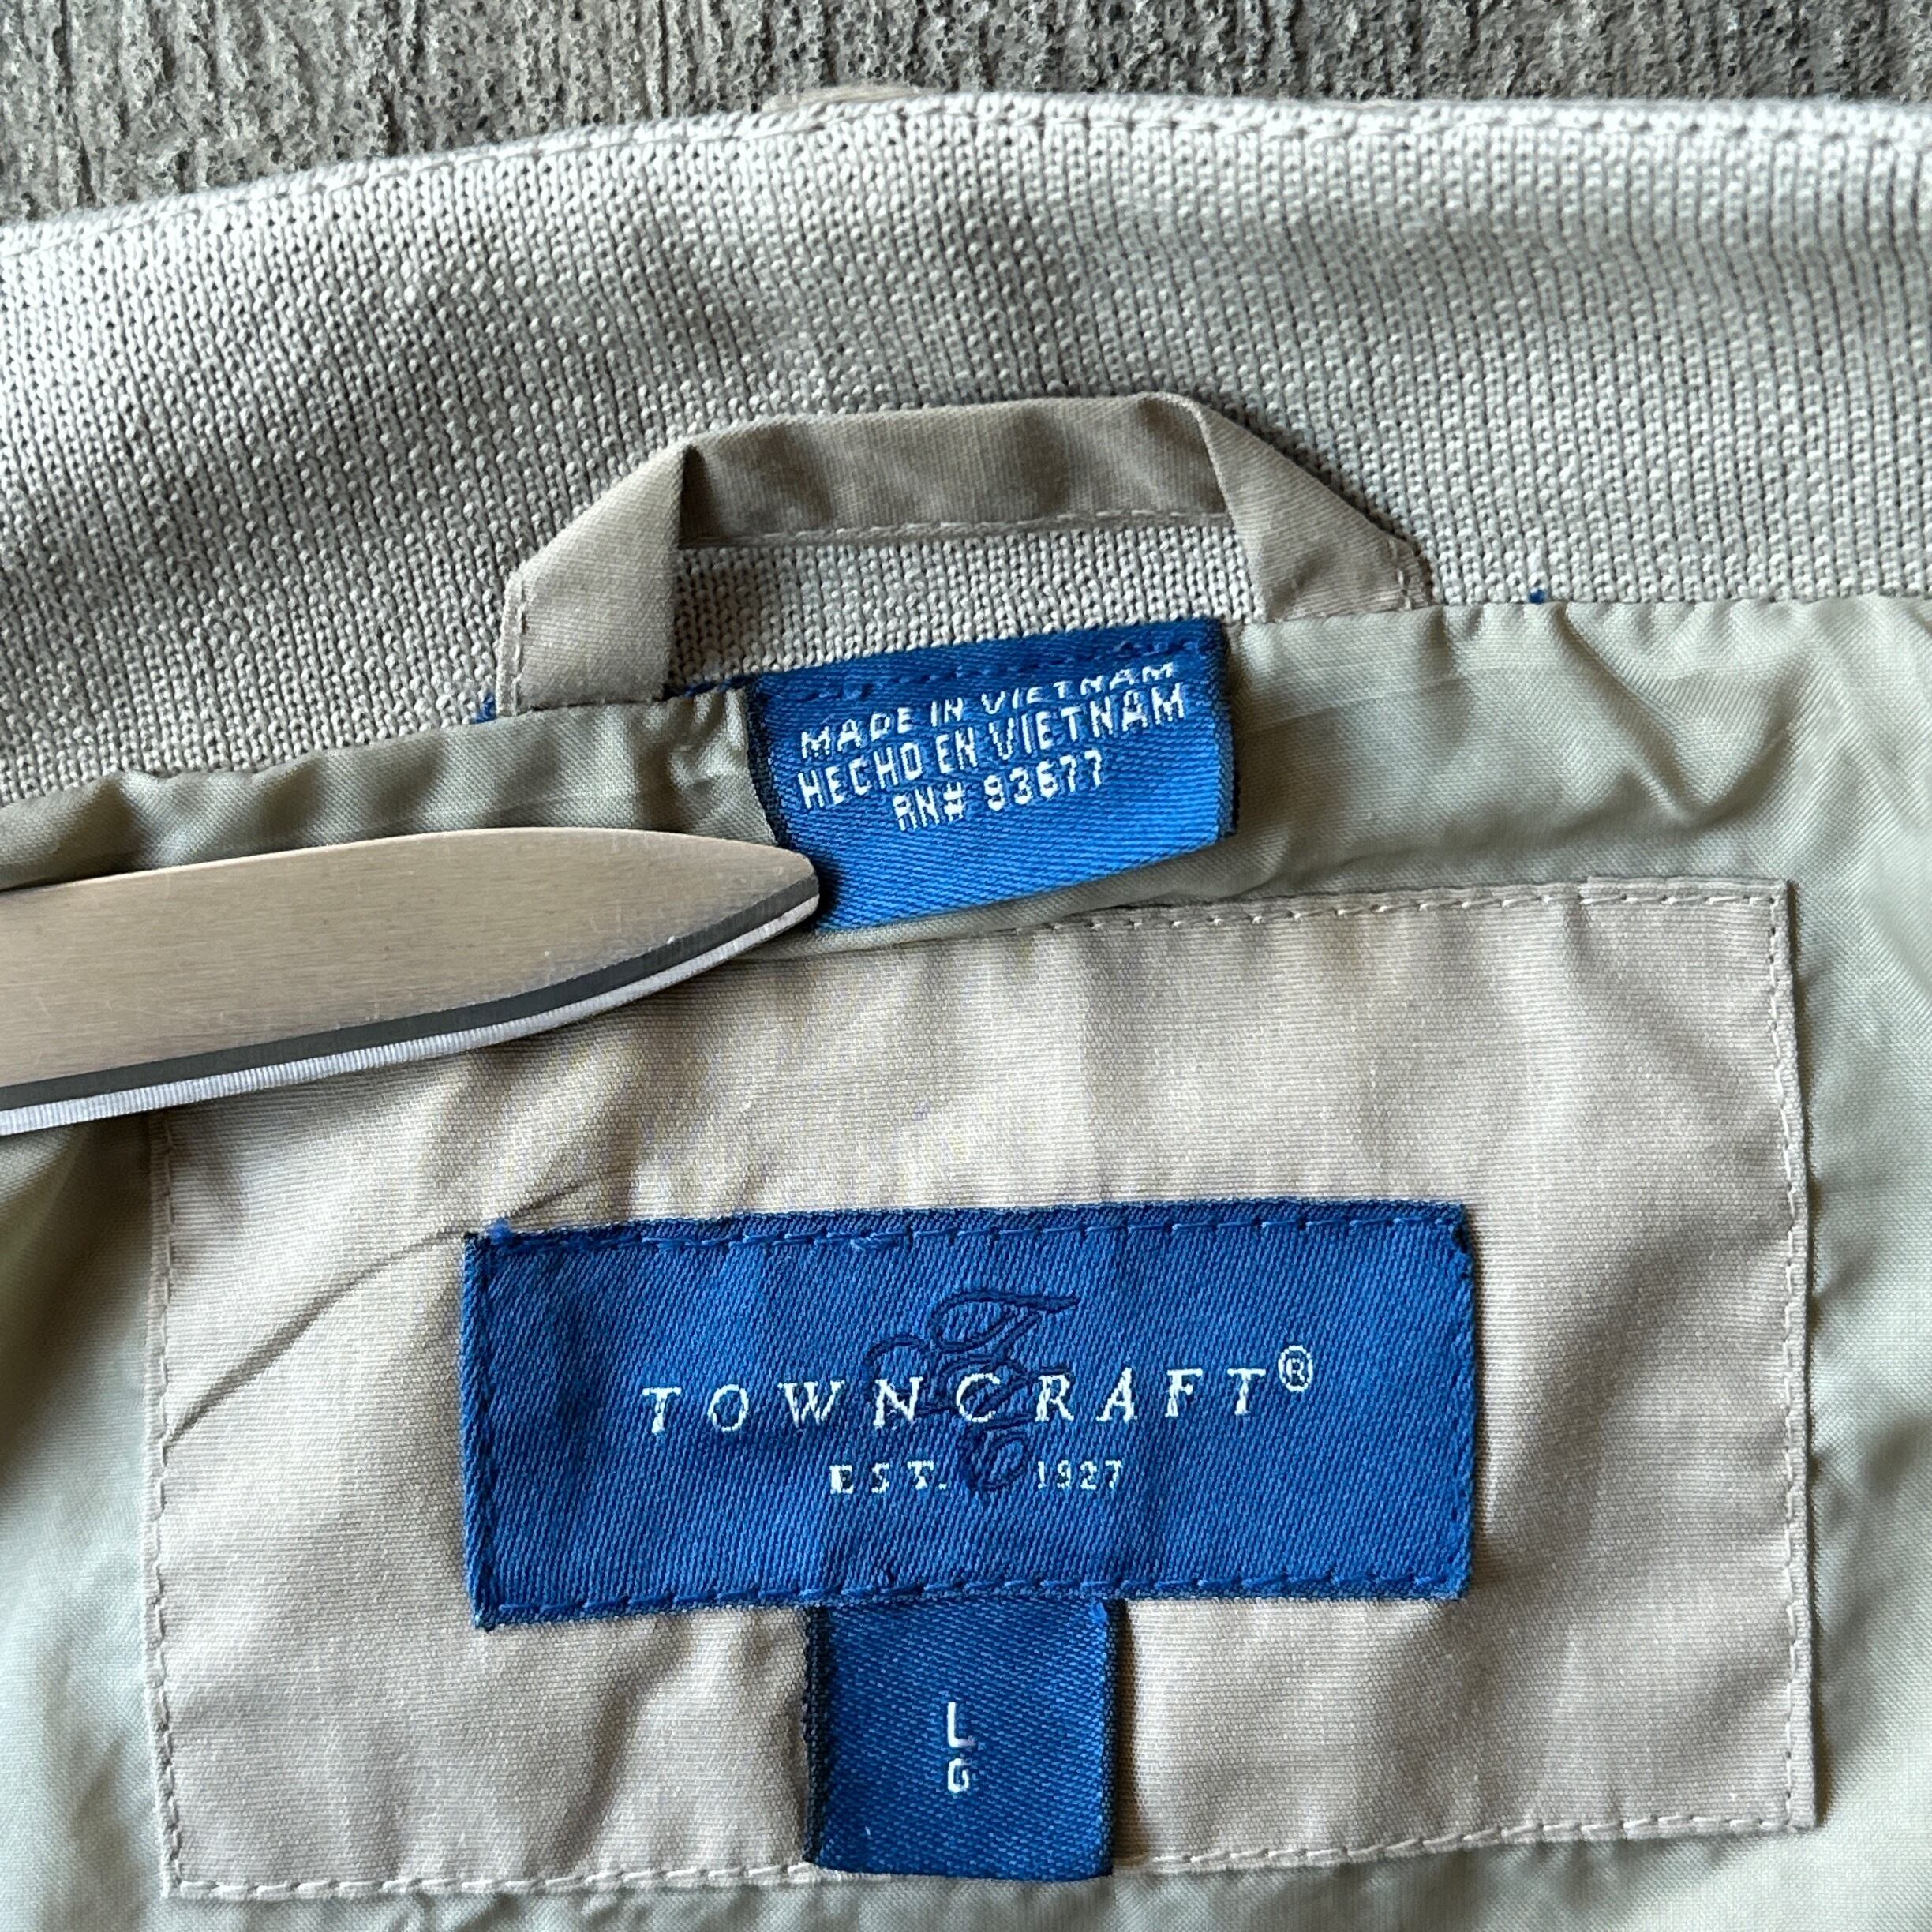 MADE IN VIETNAM
HECHO EN VIETNAM
RN# 93677
TOWNCRAFT®
EST. 1927
L
G